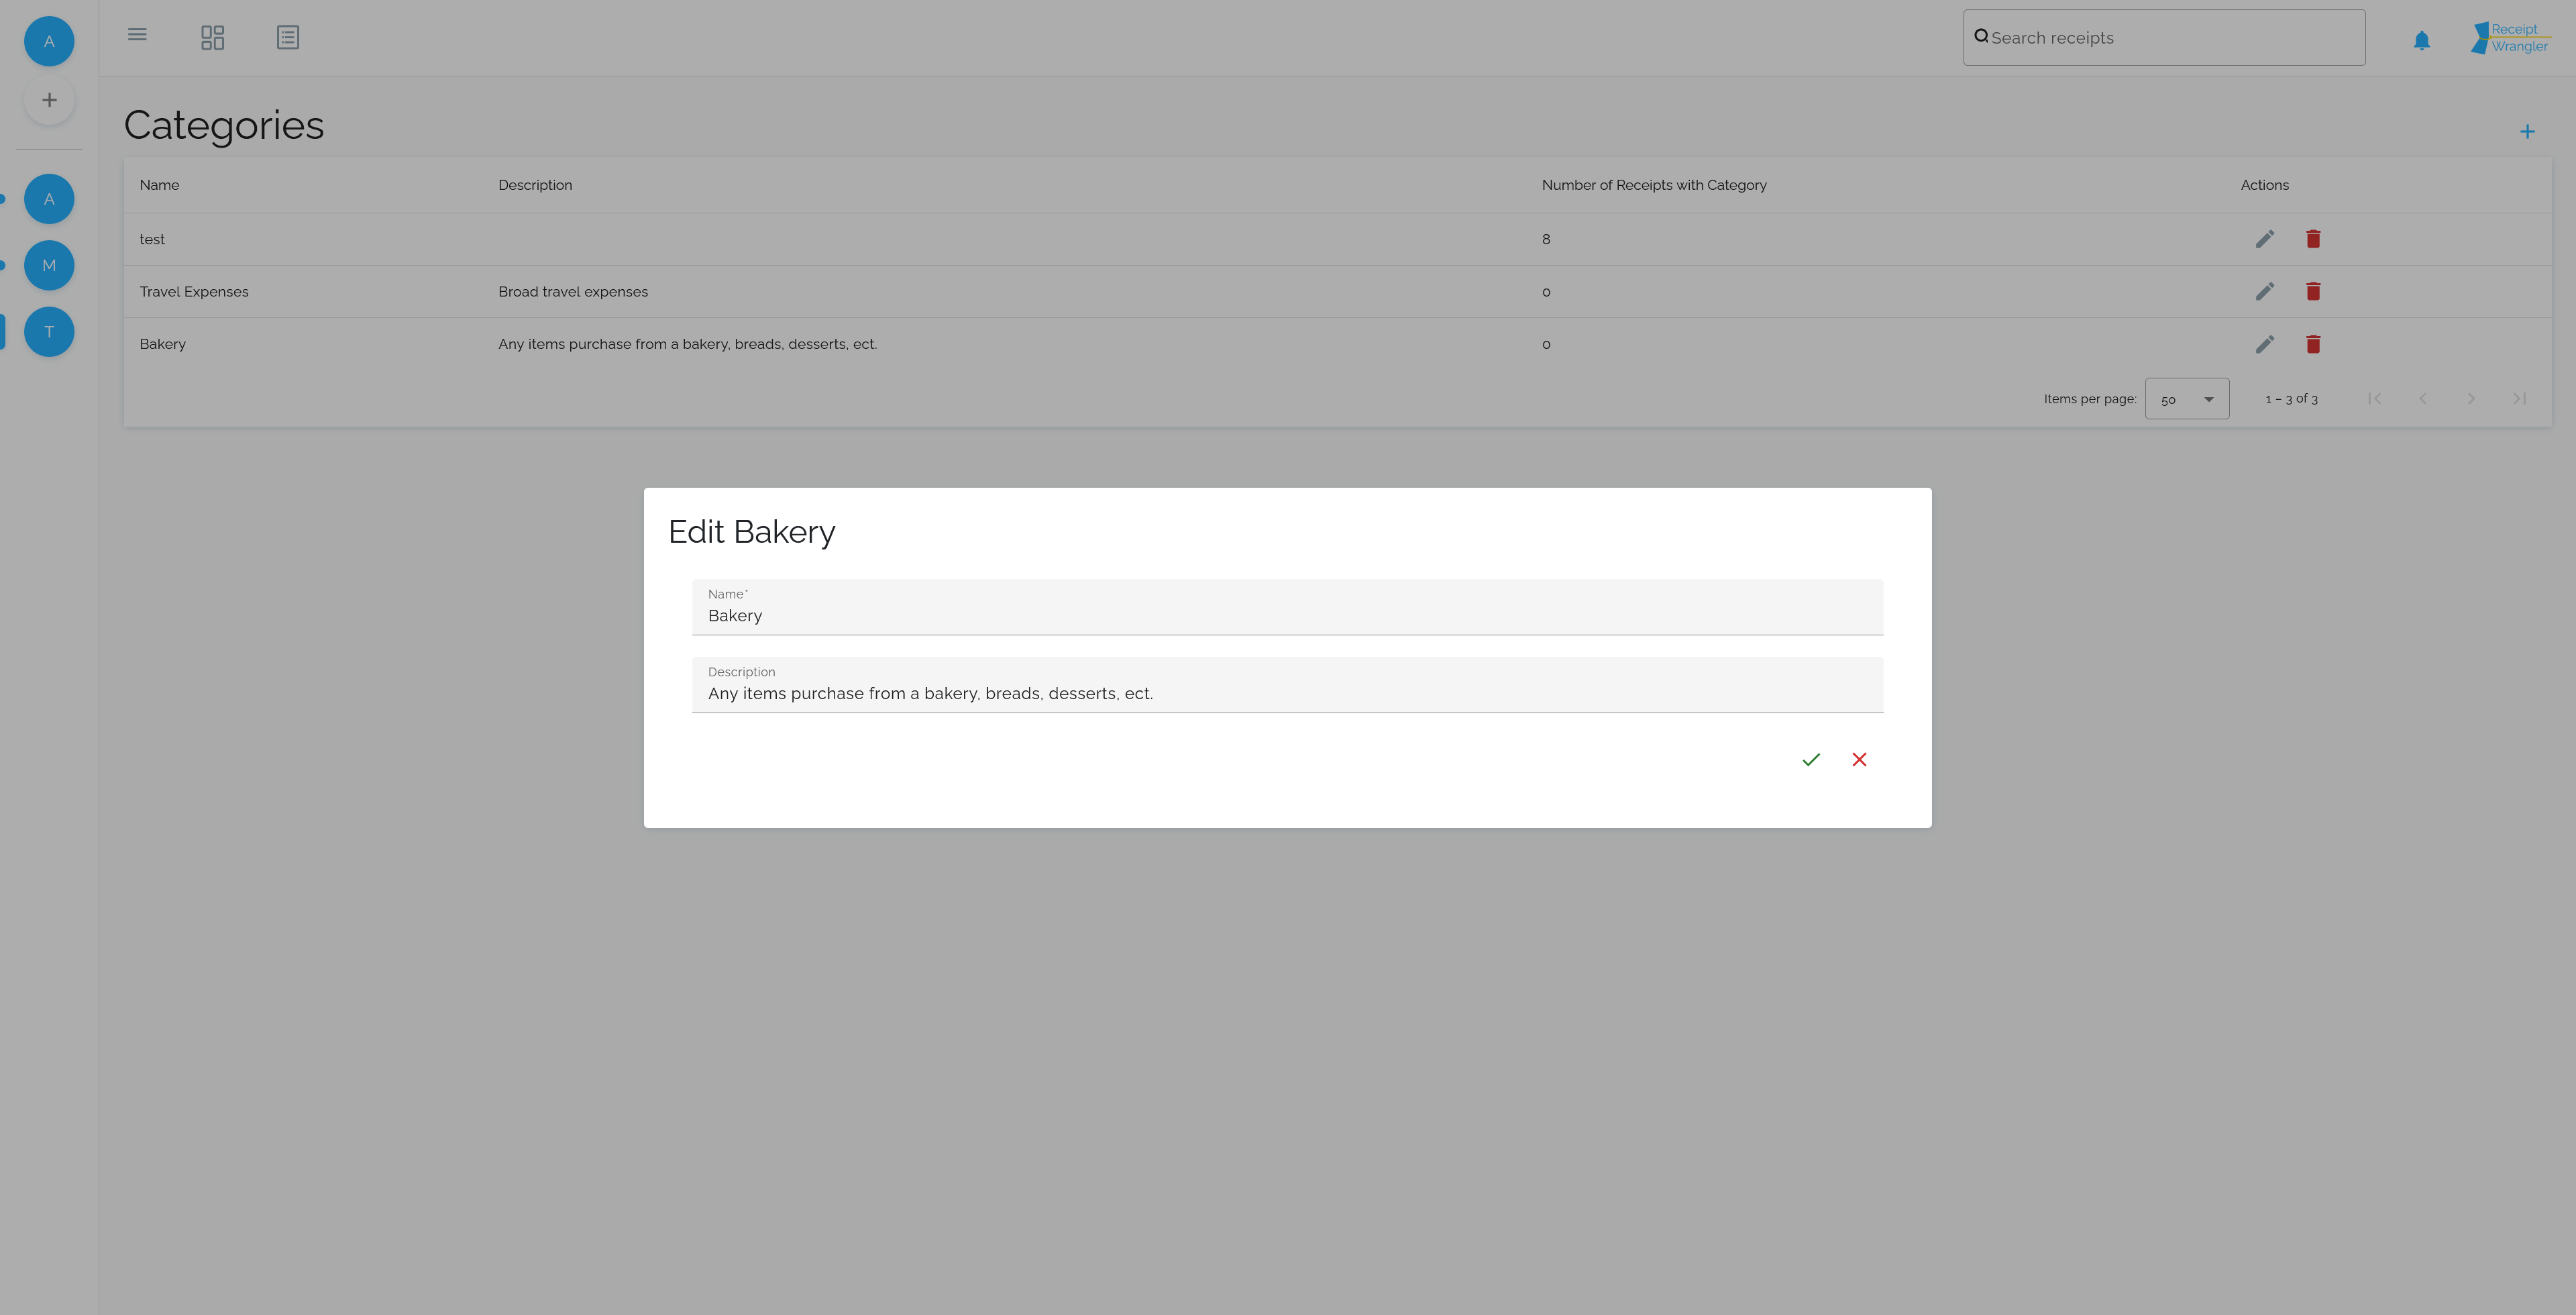 A
Search receipts
Receipt
Wrangler
Categories
Name Description Number of Receipts with Category Actions
A
test 8
M
Travel Expenses Broad travel expenses 0
T
Bakery Any items purchase from a bakery, breads, desserts, ect. 0
Items per page: 50 1 – 3 of 3
Edit Bakery
Name*
Bakery
Description
Any items purchase from a bakery, breads, desserts, ect.